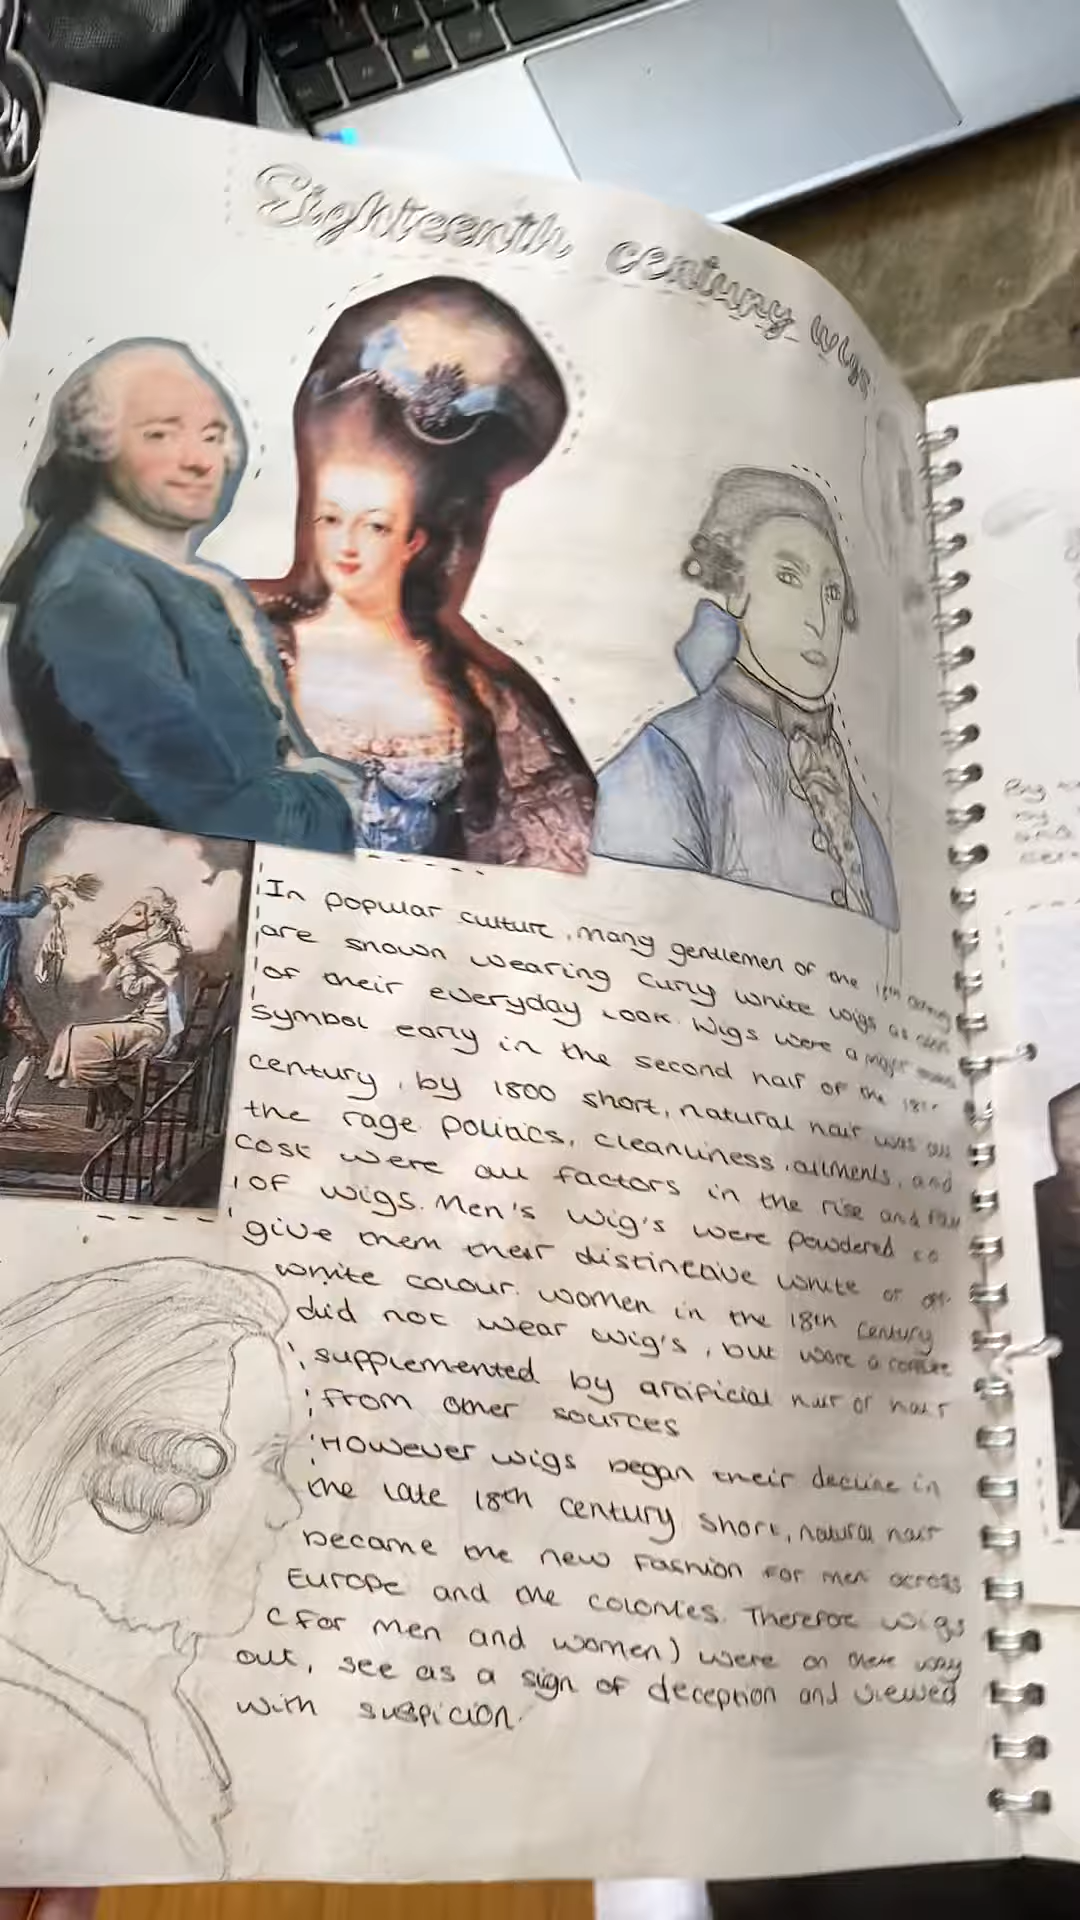 Eighteenth century wigs
In popular culture, many gentlemen of the 18th century
are shown wearing curly white wigs as
of their everyday look. Wigs were a major
symbol early in the second half of the 18th
century, by 1800 short, natural hair was all
the rage. Politics, cleanliness, ailments, and
cost were all factors in the rise and fall
of wigs. Men's wig's were powdered to
give them their distinctive white or off-
white colour. women in the 18th century
did not wear wig's, but wore a
supplemented by artificial hair or hair
from other sources
However wigs began their decline in
the late 18th century short, natural hair
became the new fashion for men across
Europe and the colonies. Therefore wigs
(for men and women) were on there way
out, see as a sign of deception and viewed
with suspicion.